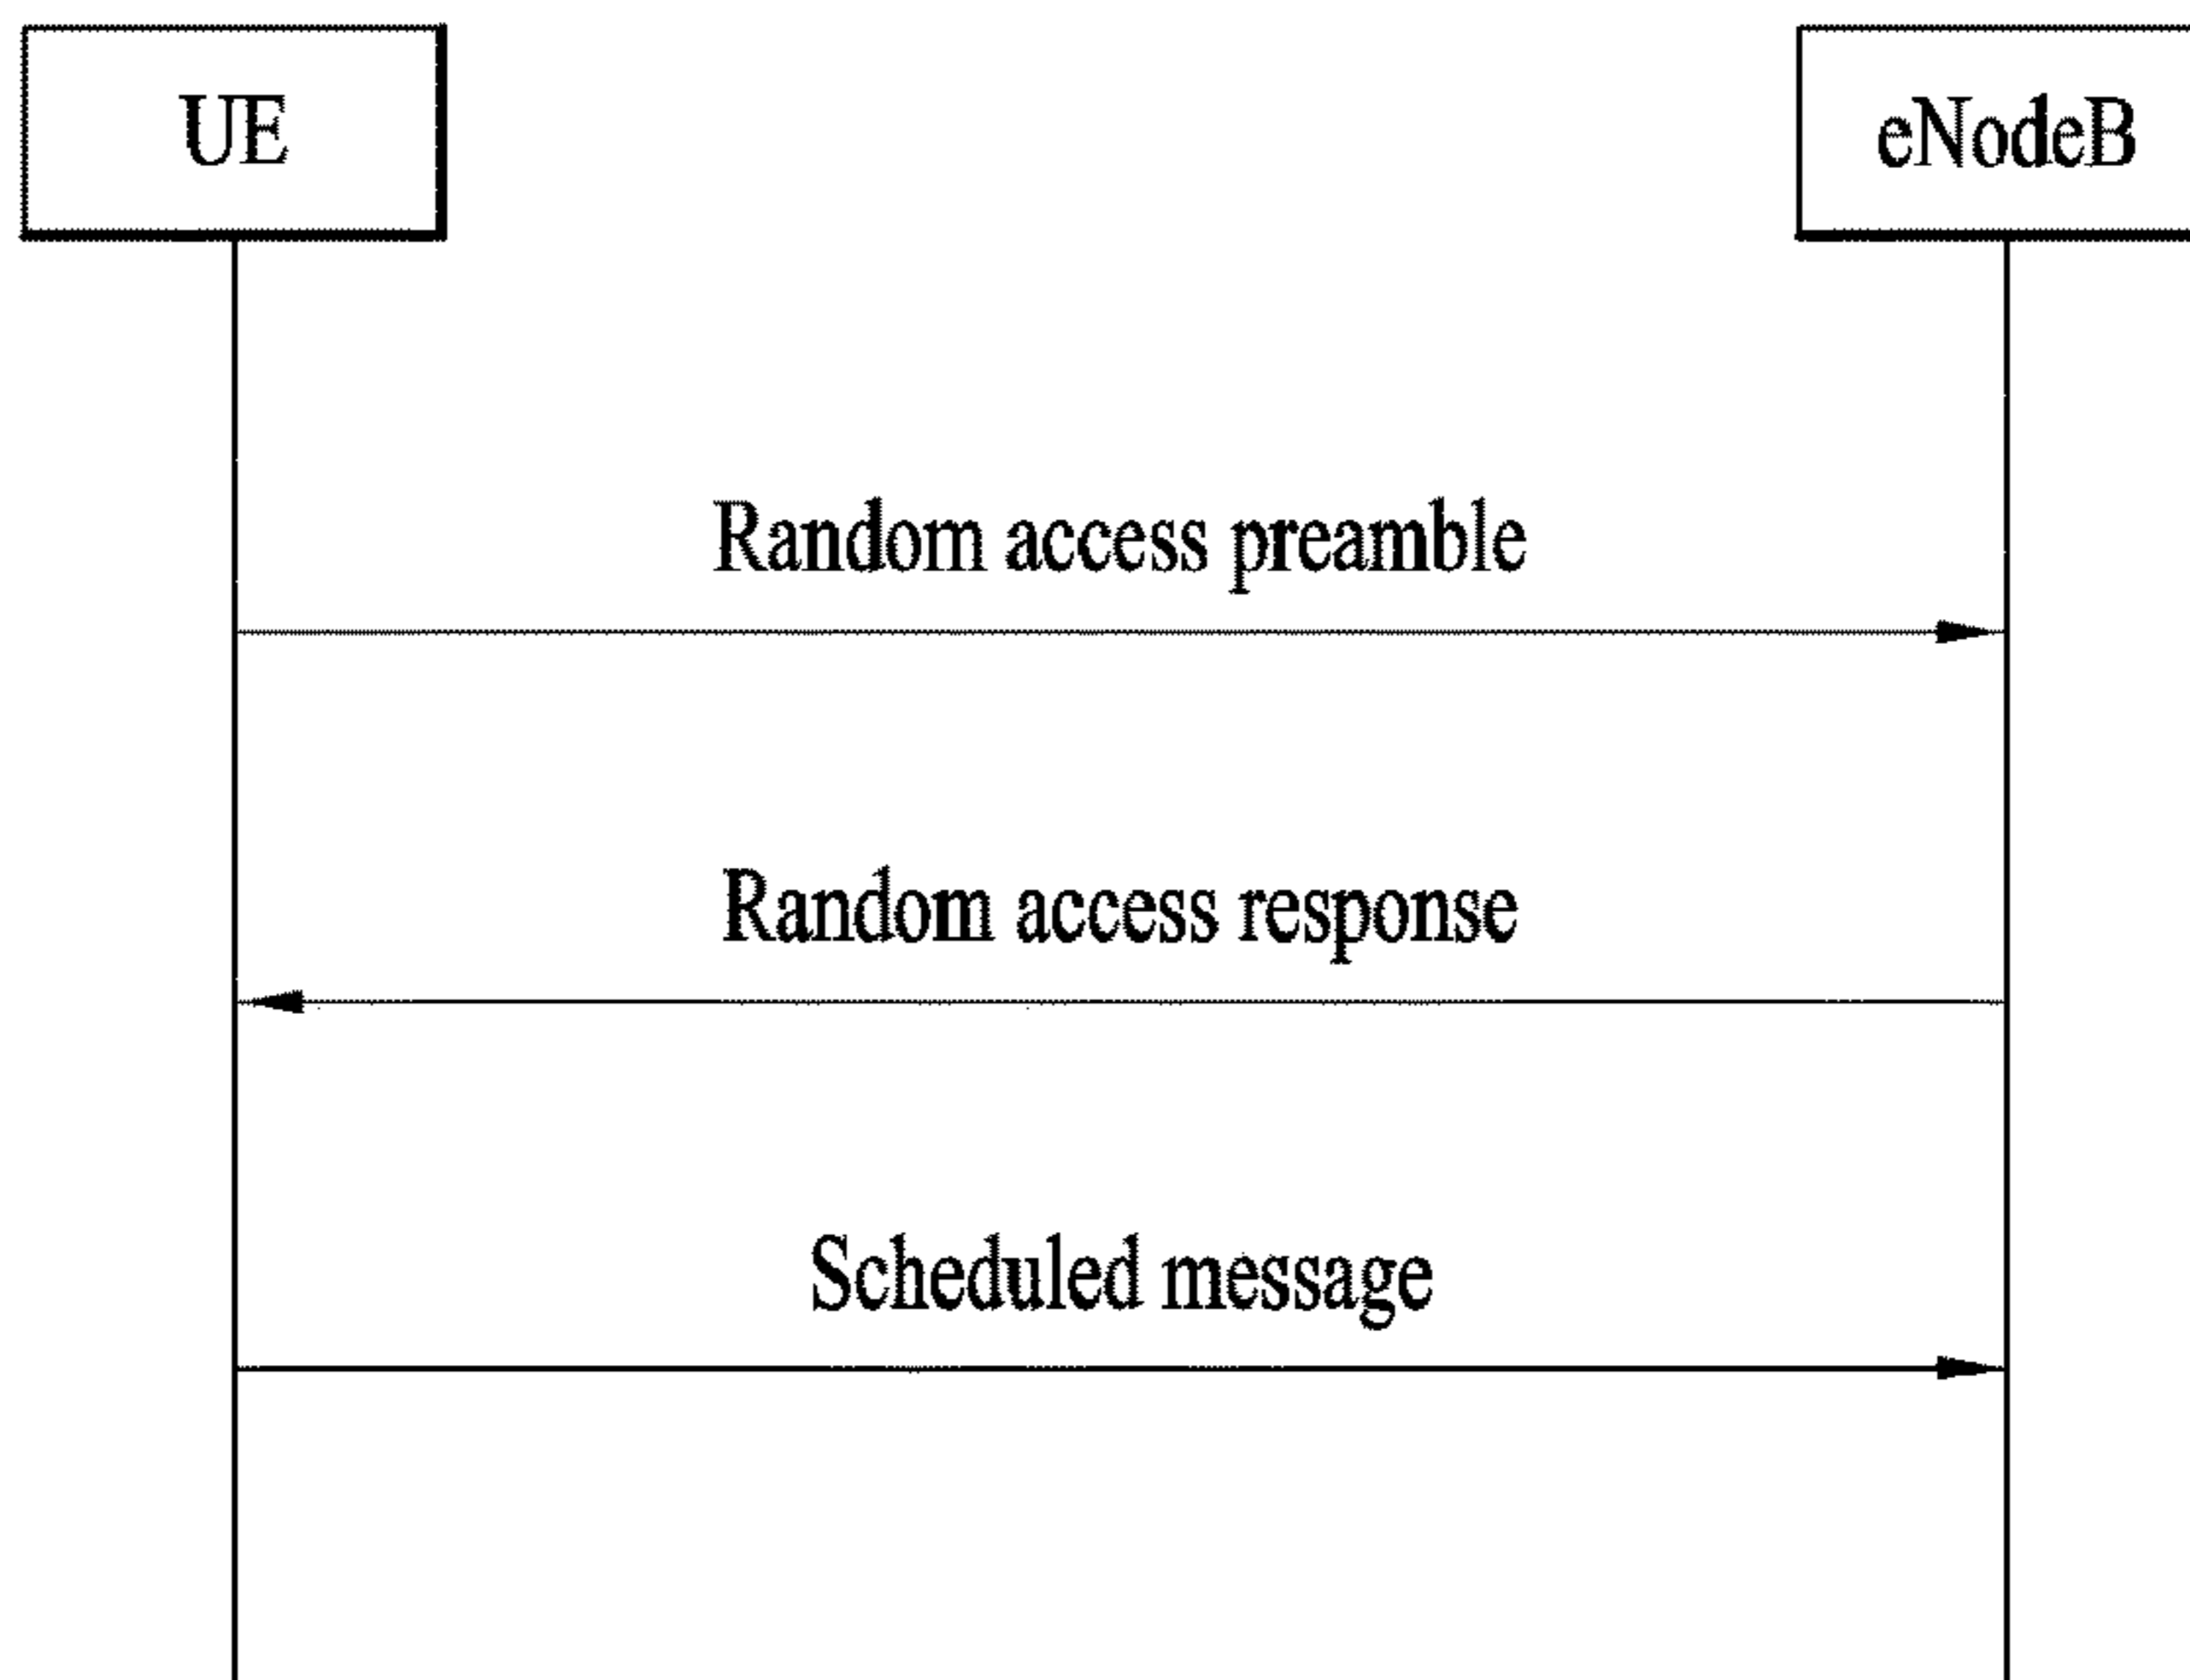 UE
eNodeB
Random access preamble
Random access response
Scheduled message